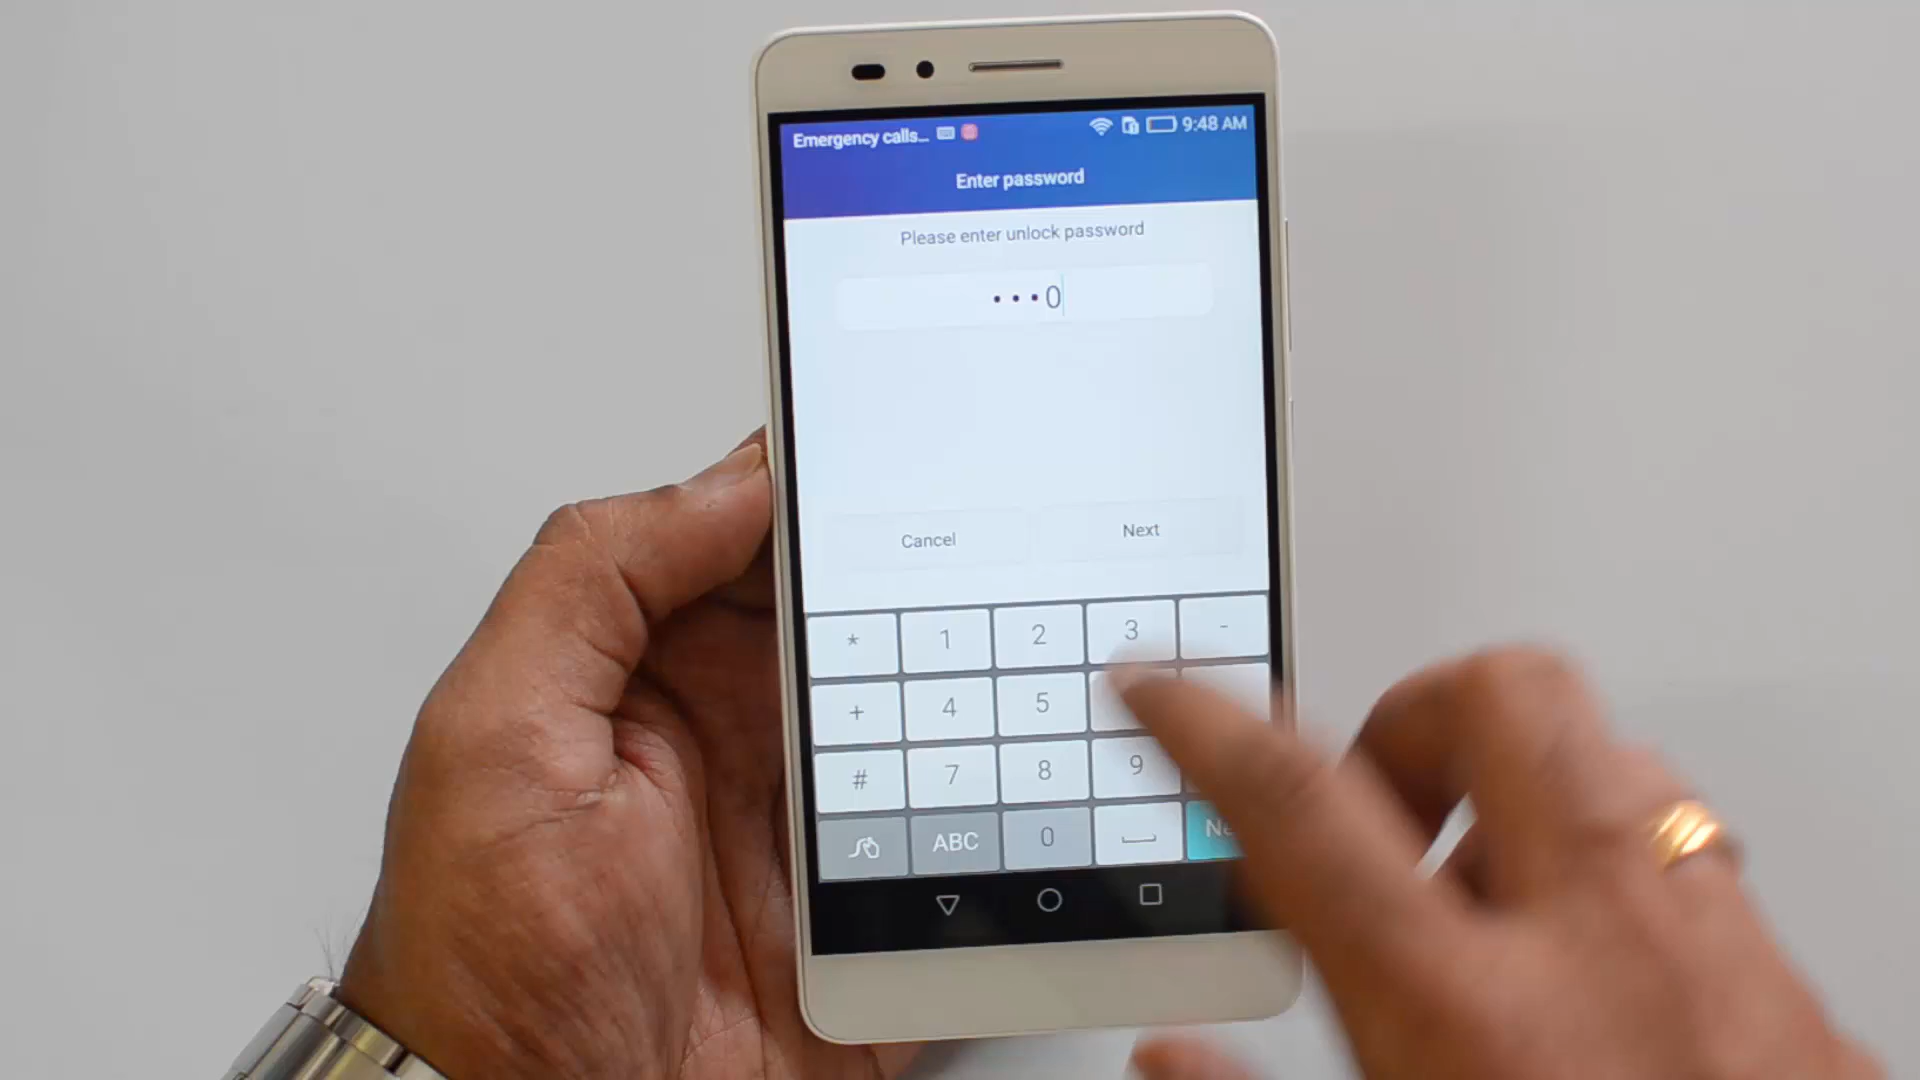 Emergency calls... 9:48 AM
Enter password
Please enter unlock password
•••0
Cancel Next
* 1 2 3 -
+ 4 5
# 7 8 9
ABC 0